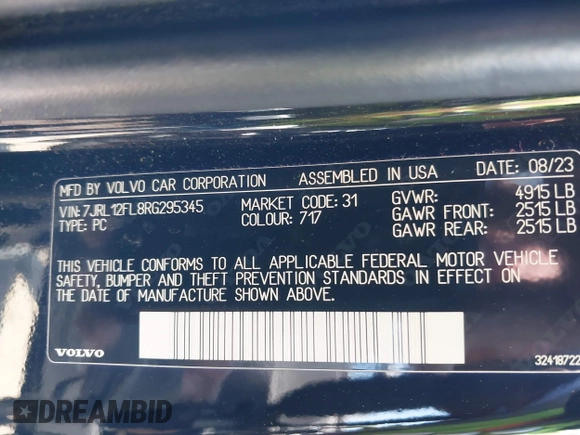 MFD BY VOLVO CAR CORPORATION ASSEMBLED IN USA DATE: 08/23
VIN: 7JRL12FL8RG295345 MARKET CODE: 31 GVWR: 4915 LB
TYPE: PC COLOUR: 717 GAWR FRONT: 2515 LB
GAWR REAR: 2515 LB
THIS VEHICLE CONFORMS TO ALL APPLICABLE FEDERAL MOTOR VEHICLE
SAFETY, BUMPER AND THEFT PREVENTION STANDARDS IN EFFECT ON
THE DATE OF MANUFACTURE SHOWN ABOVE.
VOLVO 32418722
DREAMBID